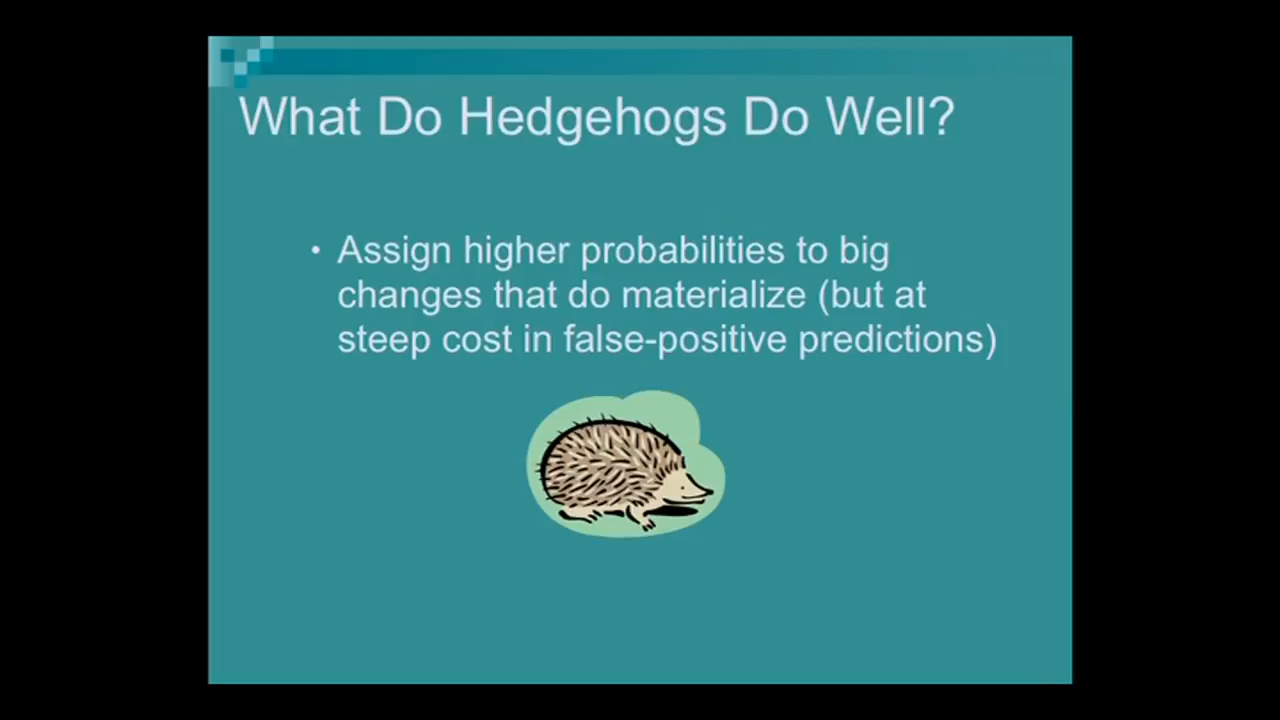 What Do Hedgehogs Do Well?
• Assign higher probabilities to big
changes that do materialize (but at
steep cost in false-positive predictions)